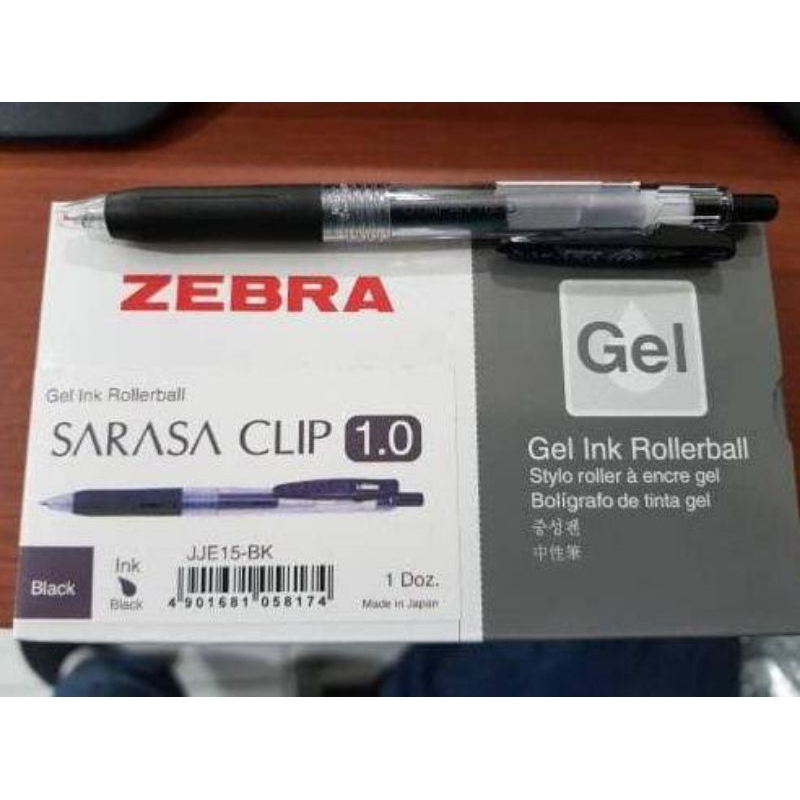 ZEBRA
Gel Ink Rollerball
SARASA CLIP 1.0
Black
Ink
Black
JJE15-BK
4 901681 058174
1 Doz.
Made in Japan
Gel
Gel Ink Rollerball
Stylo roller à encre gel
Bolígrafo de tinta gel
중성펜
中性筆